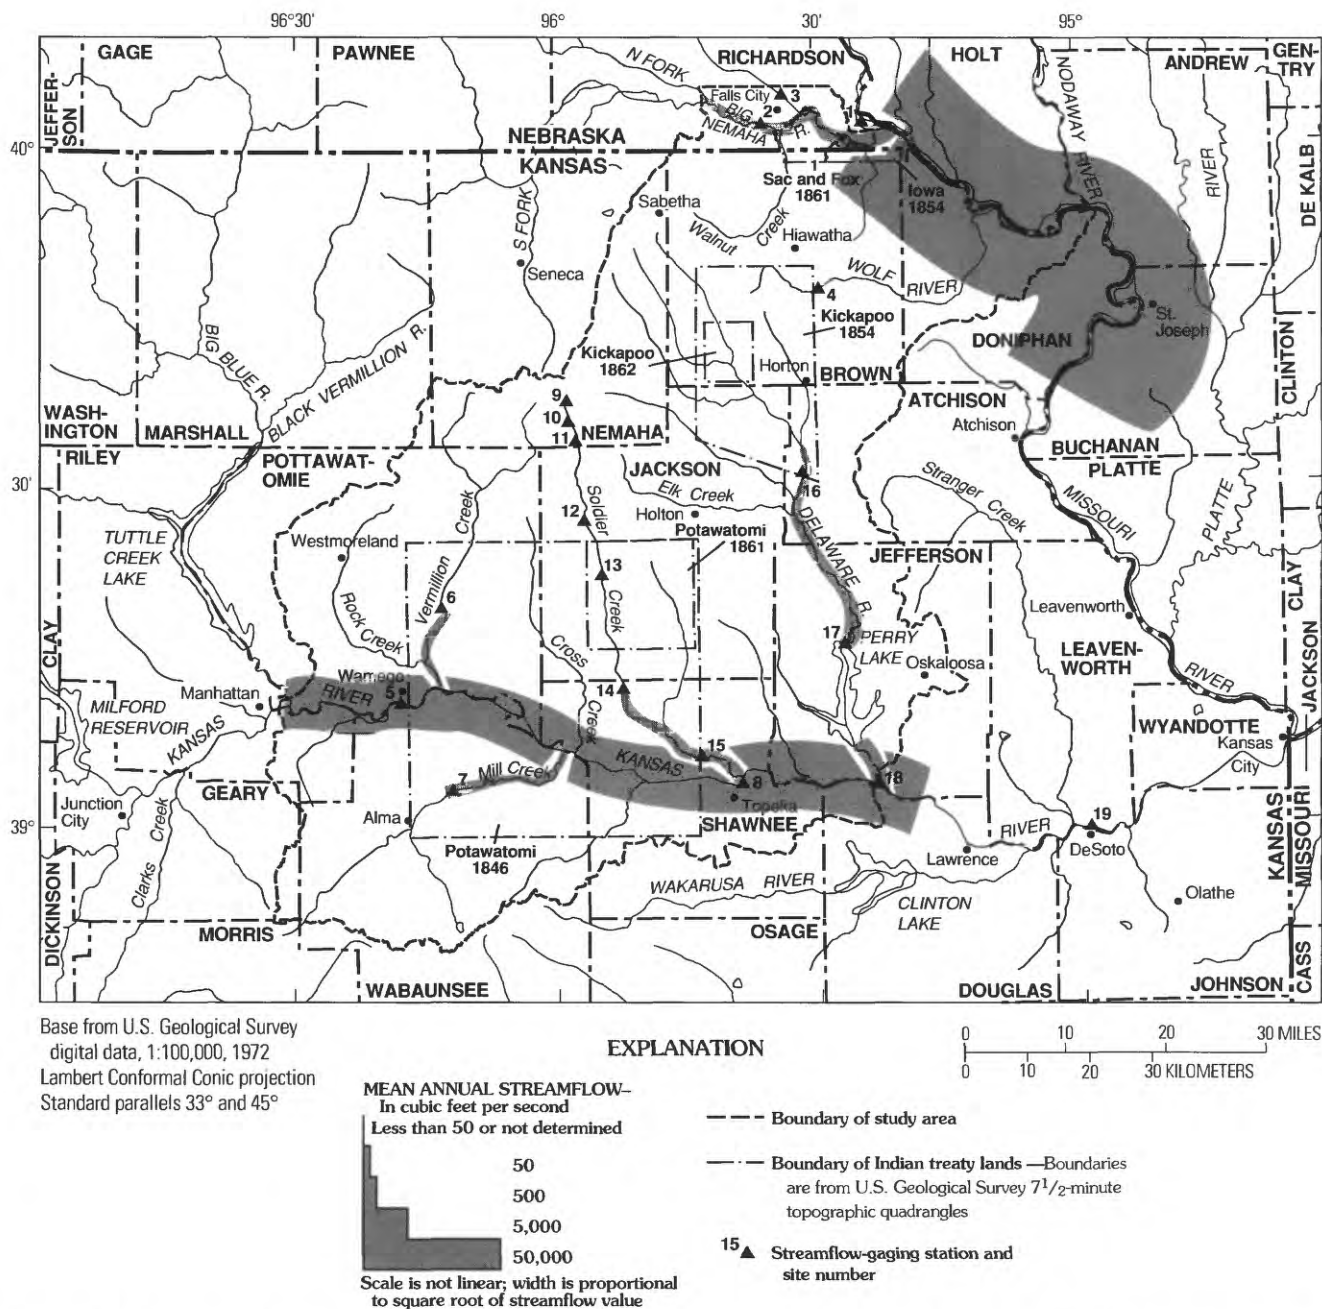 96°30'
96°
30'
95°
GAGE
PAWNEE
RICHARDSON
HOLT
ANDREW
GEN-
TRY
JEFFER-
SON
N FORK
Falls City
3
2
1
BIG
NEMAHA
R.
NODAWAY RIVER
RIVER
DE KALB
40°
NEBRASKA
KANSAS
Sac and Fox
1861
Iowa
1854
S FORK
Sabetha
Walnut
Creek
Hiawatha
Seneca
WOLF
RIVER
4
Kickapoo
1854
St.
Joseph
DONIPHAN
CLINTON
BIG BLUE R.
BLACK VERMILLION R.
Kickapoo
1862
Horton
BROWN
ATCHISON
Atchison
WASH-
INGTON
MARSHALL
9
10
11
NEMAHA
BUCHANAN
PLATTE
RILEY
POTTAWAT-
OMIE
JACKSON
30'
16
Stranger Creek
MISSOURI
PLATTE
TUTTLE
CREEK
LAKE
Creek
12
Soldier
Elk Creek
Holton
Potawatomi
1861
DELAWARE R.
JEFFERSON
Westmoreland
Vermillion
6
13
Creek
Rock Creek
Cross
Creek
17
PERRY
LAKE
Oskaloosa
Leavenworth
LEAVEN-
WORTH
RIVER
CLAY
JACKSON
CLAY
Manhattan
MILFORD
RESERVOIR
KANSAS
Wamego
5
RIVER
14
15
WYANDOTTE
Kansas
City
GEARY
Junction
City
Clarks Creek
7
Mill Creek
KANSAS
8
Topeka
18
SHAWNEE
39°
Alma
Potawatomi
1846
RIVER
19
DeSoto
Lawrence
WAKARUSA RIVER
CLINTON
LAKE
Olathe
KANSAS
MISSOURI
DICKINSON
MORRIS
OSAGE
CASS
WABAUNSEE
DOUGLAS
JOHNSON
Base from U.S. Geological Survey
digital data, 1:100,000, 1972
Lambert Conformal Conic projection
Standard parallels 33° and 45°
EXPLANATION
0 10 20 30 MILES
0 10 20 30 KILOMETERS
MEAN ANNUAL STREAMFLOW–
In cubic feet per second
Less than 50 or not determined
50
500
5,000
50,000
Scale is not linear; width is proportional
to square root of streamflow value
Boundary of study area
Boundary of Indian treaty lands —Boundaries
are from U.S. Geological Survey 7 1/2-minute
topographic quadrangles
15 Streamflow-gaging station and
site number